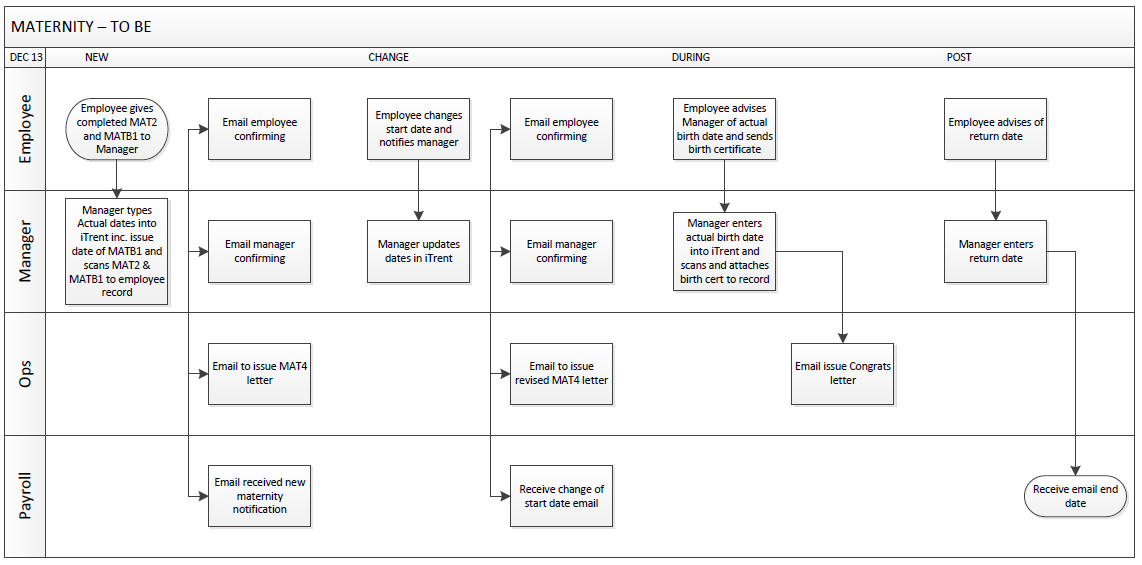 MATERNITY – TO BE
DEC 13
NEW
CHANGE
DURING
POST
Employee
Employee gives
completed MAT2
and MATB1 to
Manager
Email employee
confirming
Employee changes
start date and
notifies manager
Email employee
confirming
Employee advises
Manager of actual
birth date and sends
birth certificate
Employee advises of
return date
Manager
Manager types
Actual dates into
iTrent inc. issue
date of MATB1 and
scans MAT2 &
MATB1 to employee
record
Email manager
confirming
Manager updates
dates in iTrent
Email manager
confirming
Manager enters
actual birth date
into iTrent and
scans and attaches
birth cert to record
Manager enters
return date
Ops
Email to issue MAT4
letter
Email to issue
revised MAT4 letter
Email issue Congrats
letter
Payroll
Email received new
maternity
notification
Receive change of
start date email
Receive email end
date